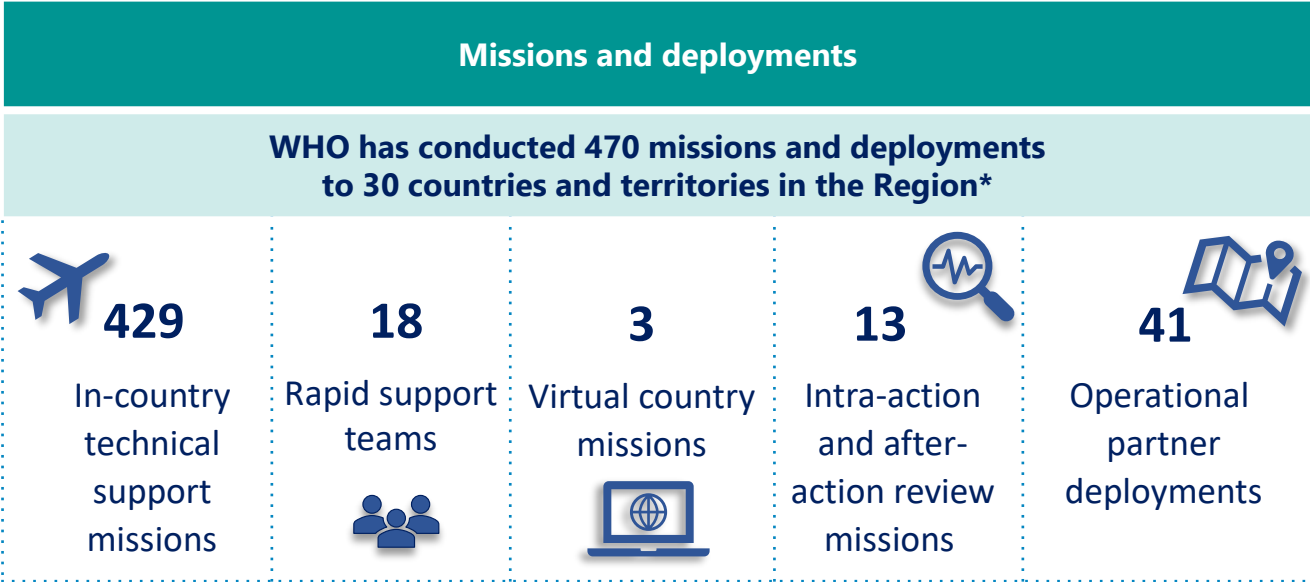 Missions and deployments
WHO has conducted 470 missions and deployments
to 30 countries and territories in the Region*
429
In-country
technical
support
missions
18
Rapid support
teams
3
Virtual country
missions
13
Intra-action
and after-
action review
missions
41
Operational
partner
deployments